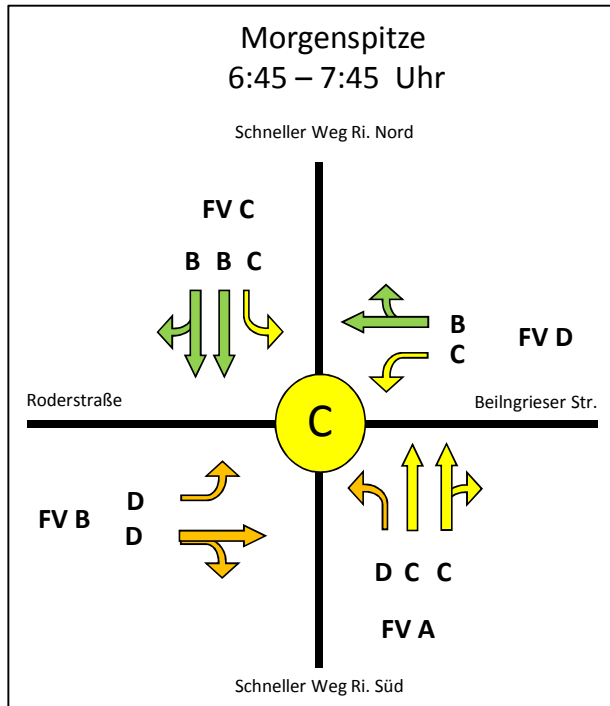 Morgenspitze
6:45 – 7:45 Uhr
Schneller Weg Ri. Nord
FV C
B B C
B
C
FV D
Roderstraße
Beilngrieser Str.
C
FV B
D
D
D C C
FV A
Schneller Weg Ri. Süd